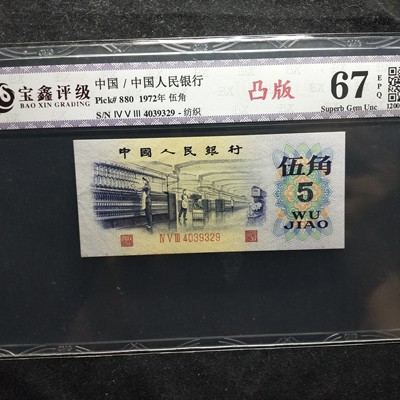 宝鑫评级
BAO XIN GRADING
中国 / 中国人民银行
Pick# 880 1972年 伍角
S/N IV V III 4039329 - 纺织
凸版
67
EPQ
Superb Gem Unc
中國人民銀行
伍角
5
WU
JIAO
IV V III 4039329